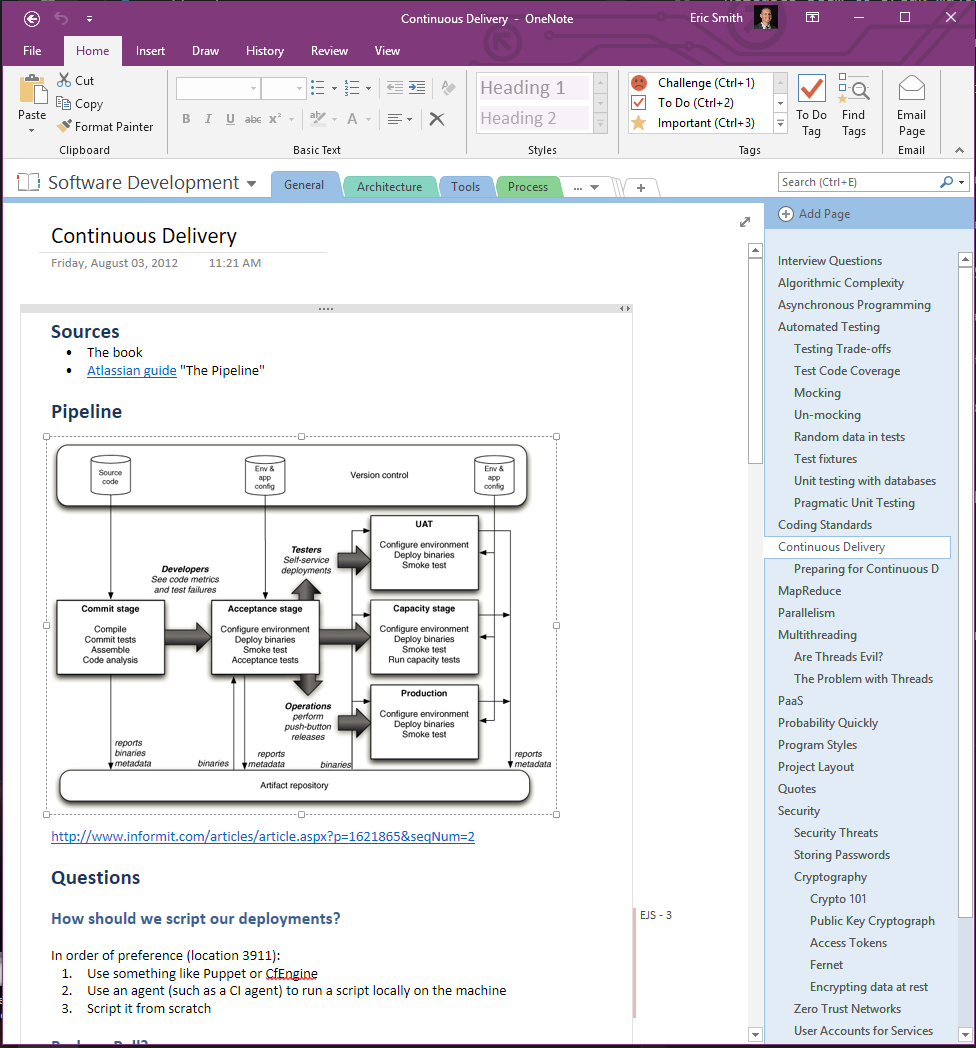 Continuous Delivery - OneNote
Eric Smith
File Home Insert Draw History Review View
Paste
Cut
Copy
Format Painter
Clipboard
B I U abc x² ab A
Basic Text
Heading 1
Heading 2
Styles
Challenge (Ctrl+1)
To Do (Ctrl+2)
Important (Ctrl+3)
To Do
Tag
Find
Tags
Tags
Email
Page
Email
Software Development
General Architecture Tools Process ... +
Search (Ctrl+E)
Continuous Delivery
Friday, August 03, 2012 11:21 AM
Sources
• The book
• Atlassian guide "The Pipeline"
Pipeline
Source
code
Env &
app
config
Version control
Env &
app
config
Developers
See code metrics
and test failures
Testers
Self-service
deployments
UAT
Configure environment
Deploy binaries
Smoke test
Commit stage
Compile
Commit tests
Assemble
Code analysis
Acceptance stage
Configure environment
Deploy binaries
Smoke test
Acceptance tests
Capacity stage
Configure environment
Deploy binaries
Smoke test
Run capacity tests
Operations
perform
push-button
releases
Production
Configure environment
Deploy binaries
Smoke test
reports
binaries
metadata
binaries
reports
metadata
binaries
reports
metadata
Artifact repository
http://www.informit.com/articles/article.aspx?p=1621865&seqNum=2
Questions
How should we script our deployments?
EJS - 3
In order of preference (location 3911):
1. Use something like Puppet or CfEngine
2. Use an agent (such as a CI agent) to run a script locally on the machine
3. Script it from scratch
Add Page
Interview Questions
Algorithmic Complexity
Asynchronous Programming
Automated Testing
Testing Trade-offs
Test Code Coverage
Mocking
Un-mocking
Random data in tests
Test fixtures
Unit testing with databases
Pragmatic Unit Testing
Coding Standards
Continuous Delivery
Preparing for Continuous D
MapReduce
Parallelism
Multithreading
Are Threads Evil?
The Problem with Threads
PaaS
Probability Quickly
Program Styles
Project Layout
Quotes
Security
Security Threats
Storing Passwords
Cryptography
Crypto 101
Public Key Cryptograph
Access Tokens
Fernet
Encrypting data at rest
Zero Trust Networks
User Accounts for Services